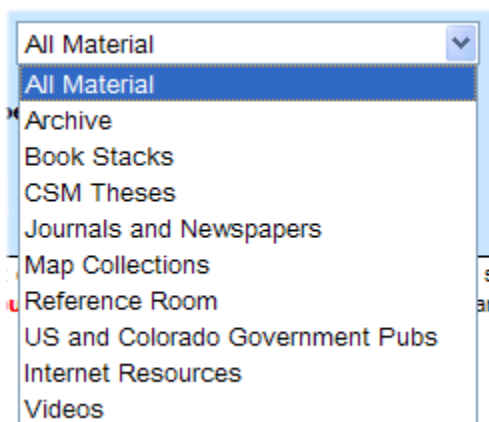 All Material
All Material
Archive
Book Stacks
CSM Theses
Journals and Newspapers
Map Collections
Reference Room
US and Colorado Government Pubs
Internet Resources
Videos